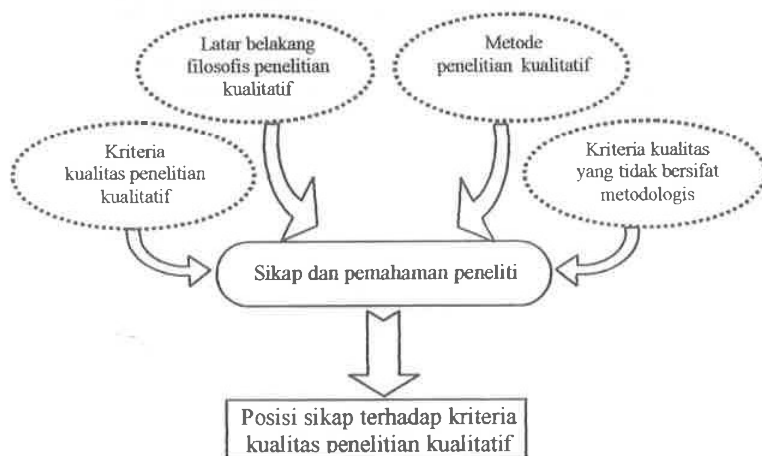 Latar belakang
filosofis penelitian
kualitatif
Metode
penelitian kualitatif
Kriteria
kualitas penelitian
kualitatif
Kriteria kualitas
yang tidak bersifat
metodologis
Sikap dan pemahaman peneliti
Posisi sikap terhadap kriteria
kualitas penelitian kualitatif